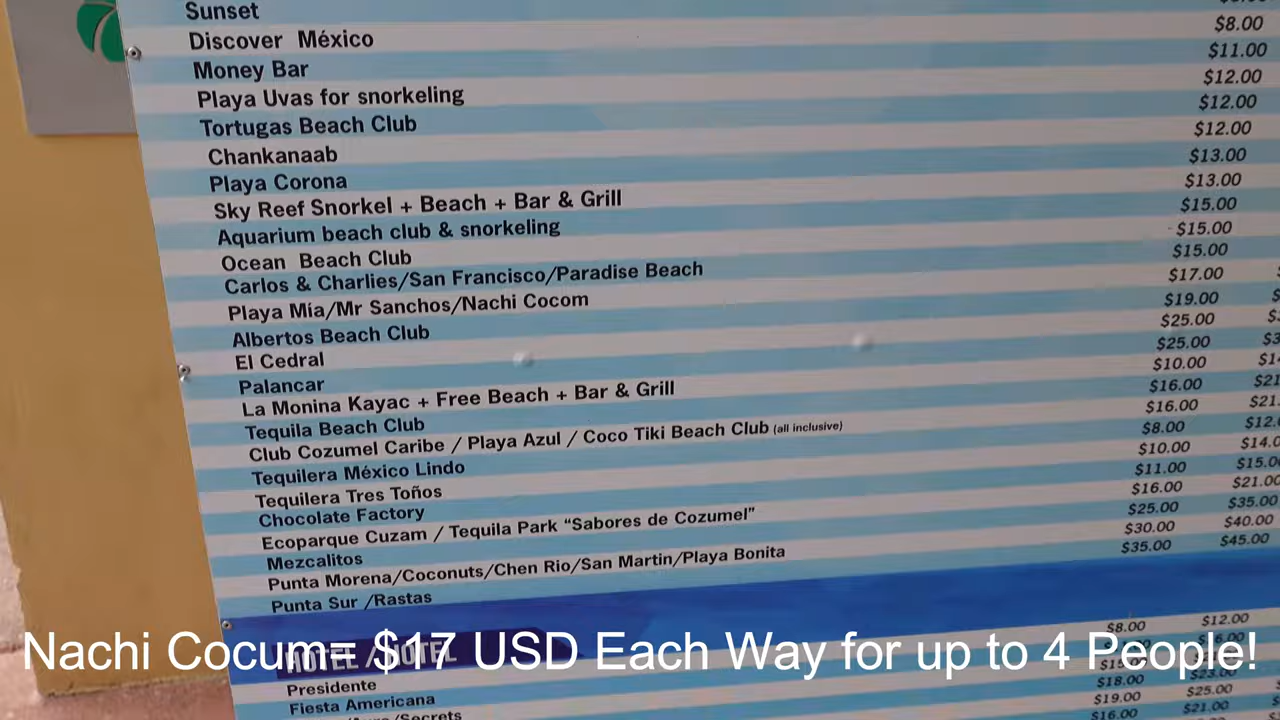 Sunset
Discover México $8.00
Money Bar $11.00
Playa Uvas for snorkeling $12.00
Tortugas Beach Club $12.00
Chankanaab $12.00
Playa Corona $13.00
Sky Reef Snorkel + Beach + Bar & Grill $13.00
Aquarium beach club & snorkeling $15.00
Ocean Beach Club $15.00
Carlos & Charlies/San Francisco/Paradise Beach $15.00
Playa Mía/Mr Sanchos/Nachi Cocom $17.00
Albertos Beach Club $19.00
El Cedral $25.00
Palancar $25.00
La Monina Kayac + Free Beach + Bar & Grill $10.00
Tequila Beach Club $16.00
Club Cozumel Caribe / Playa Azul / Coco Tiki Beach Club (all inclusive) $16.00
Tequilera México Lindo $8.00
Tequilera Tres Toños $10.00
Chocolate Factory $11.00
Ecoparque Cuzam / Tequila Park “Sabores de Cozumel” $16.00 $21.00
Mezcalitos $25.00 $35.00
Punta Morena/Coconuts/Chen Rio/San Martin/Playa Bonita $30.00 $40.00
Punta Sur /Rastas $35.00 $45.00
Nachi Cocum= $17 USD Each Way for up to 4 People!
HOTEL / HOTEL
Presidente $8.00 $12.00
Fiesta Americana
$18.00 $23.00
$19.00 $25.00
$16.00 $21.00